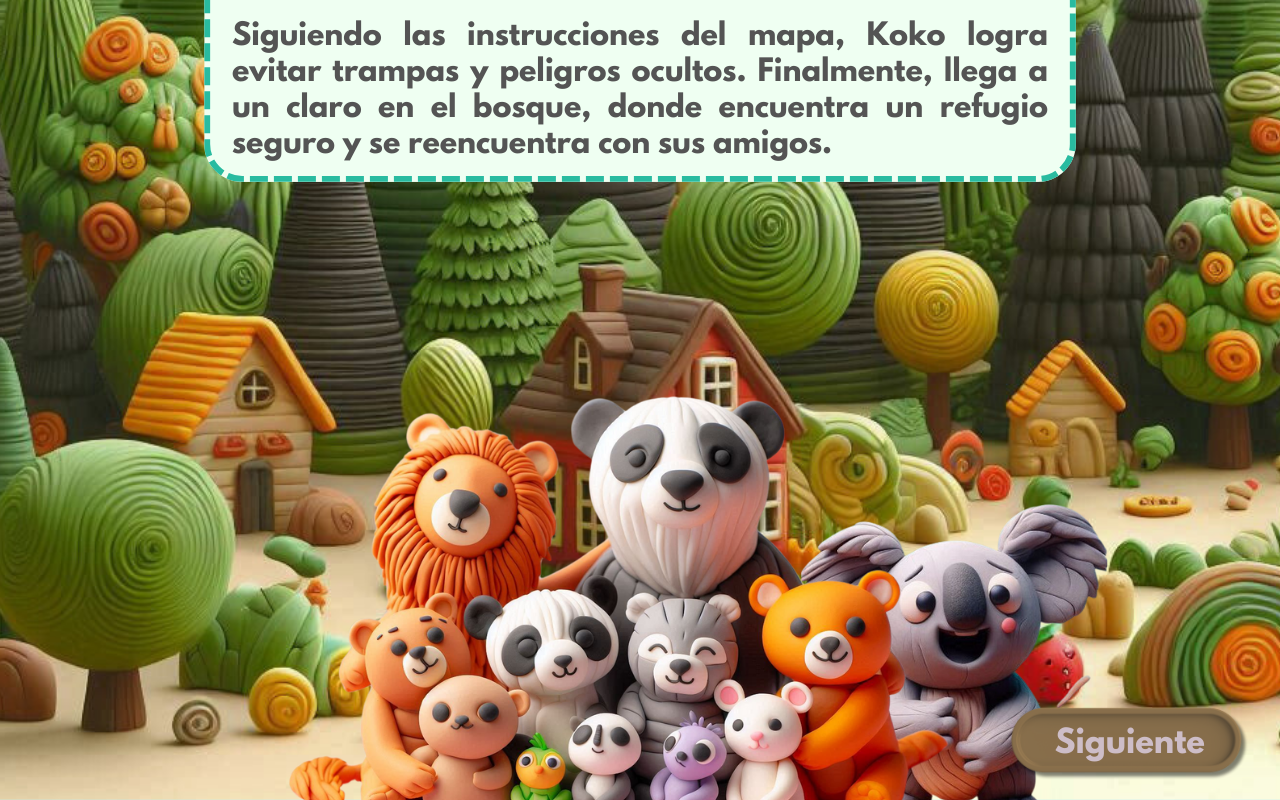 Siguiendo las instrucciones del mapa, Koko logra
evitar trampas y peligros ocultos. Finalmente, llega a
un claro en el bosque, donde encuentra un refugio
seguro y se reencuentra con sus amigos.
Siguiente